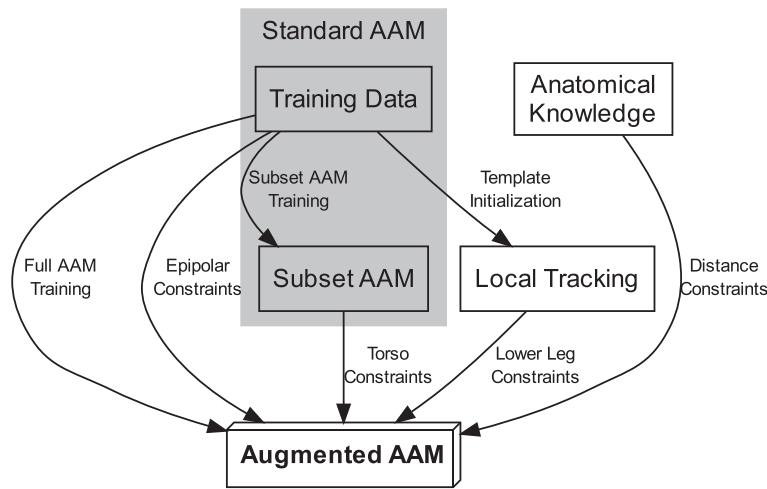 Standard AAM
Training Data
Anatomical
Knowledge
Subset AAM
Training
Template
Initialization
Full AAM
Training
Epipolar
Constraints
Subset AAM
Local Tracking
Distance
Constraints
Torso
Constraints
Lower Leg
Constraints
Augmented AAM